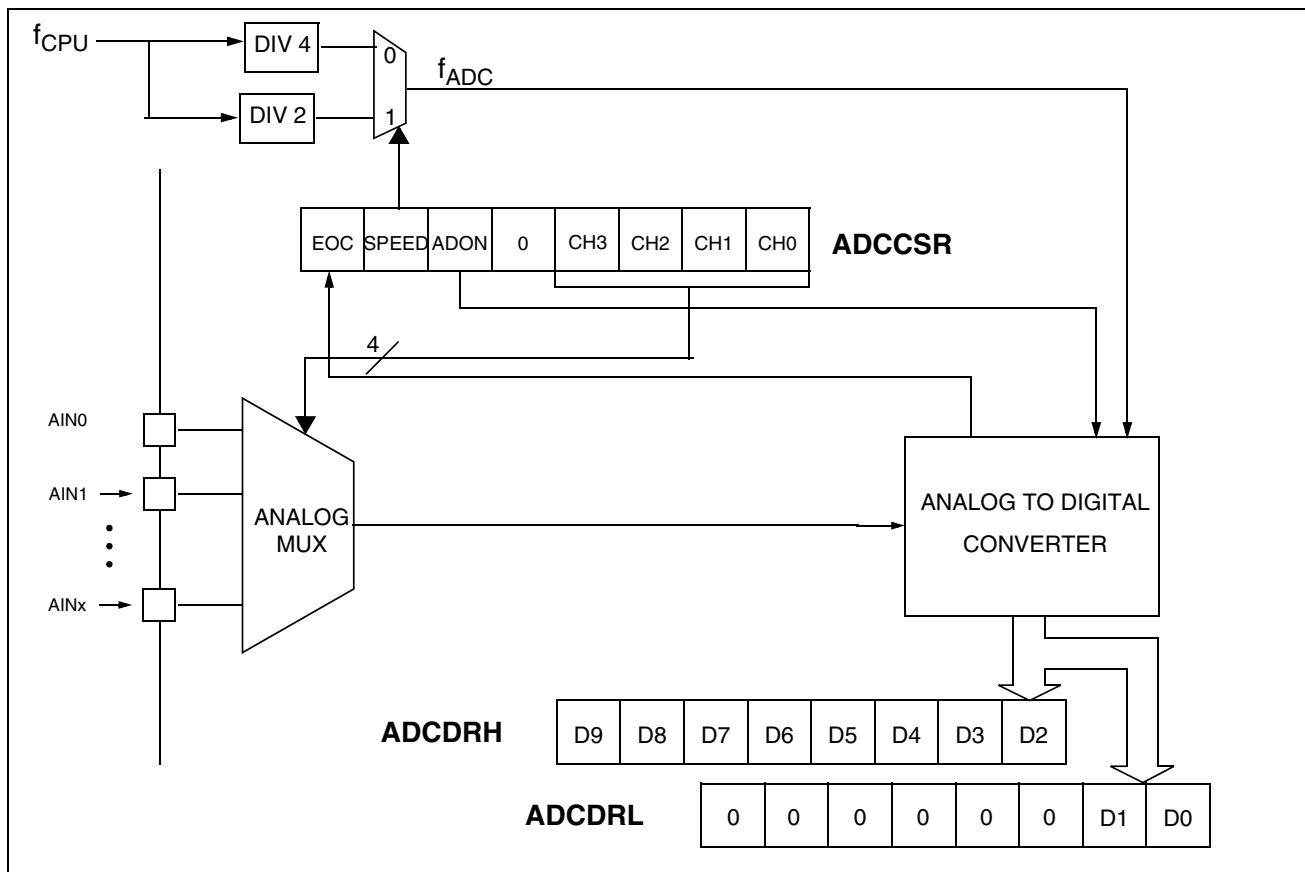 fCPU
DIV 4
0
fADC
DIV 2
1
EOC SPEED ADON 0 CH3 CH2 CH1 CH0 ADCCSR
4
AIN0
AIN1
ANALOG
MUX
AINx
ANALOG TO DIGITAL
CONVERTER
ADCDRH D9 D8 D7 D6 D5 D4 D3 D2
ADCDRL 0 0 0 0 0 0 D1 D0